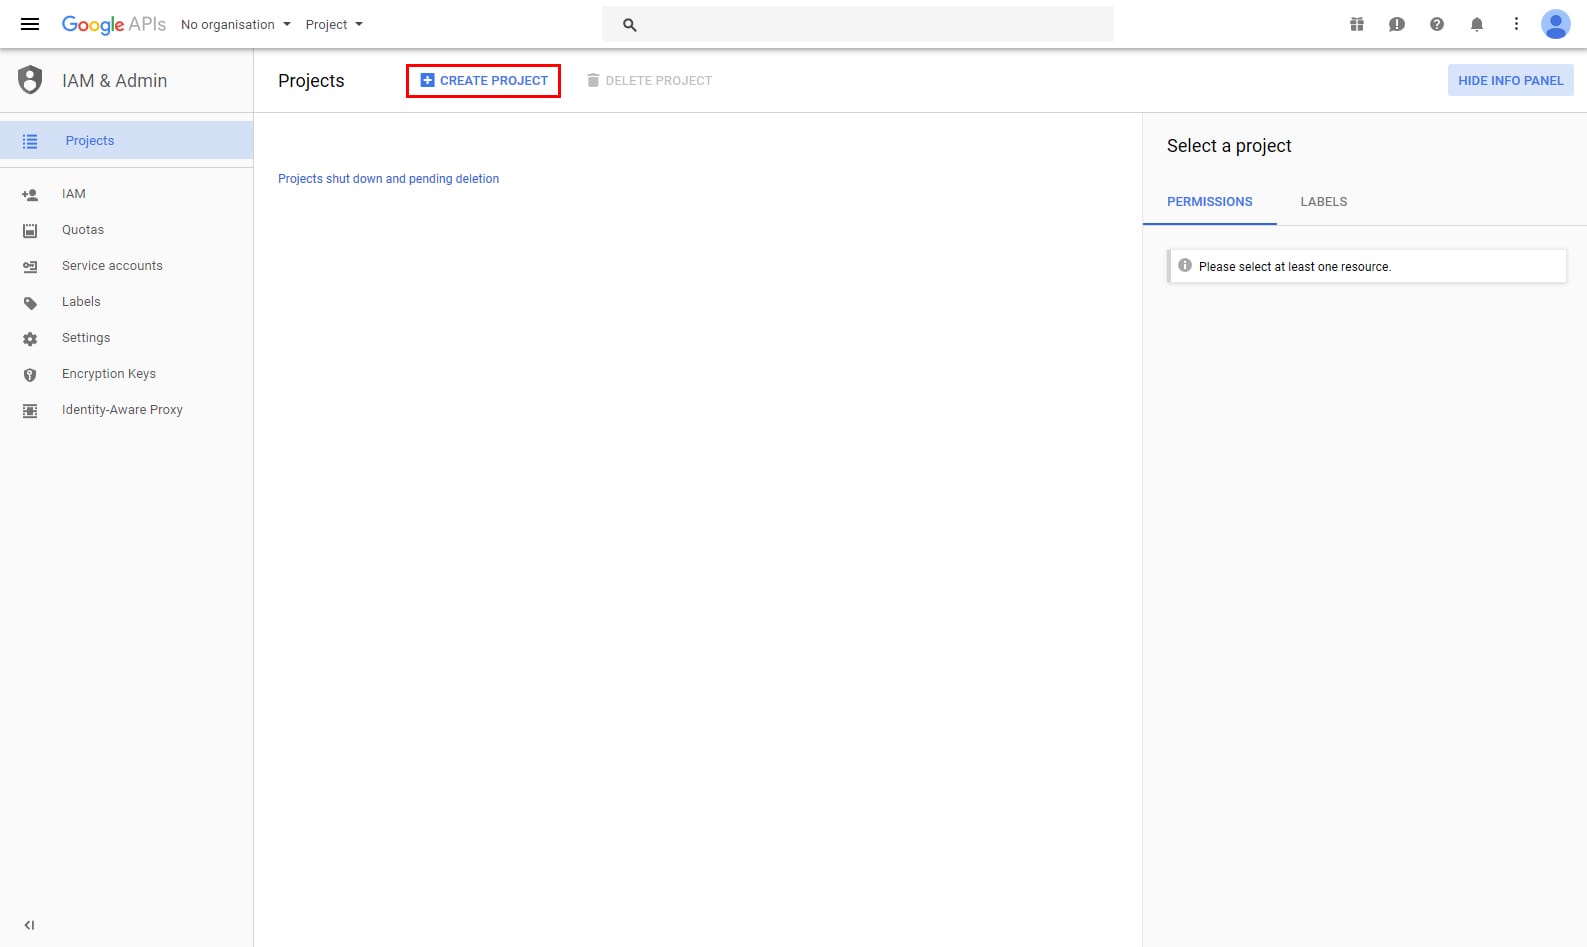 Google APIs No organisation Project
IAM & Admin
Projects CREATE PROJECT DELETE PROJECT HIDE INFO PANEL
Projects
IAM
Quotas
Service accounts
Labels
Settings
Encryption Keys
Identity-Aware Proxy
Projects shut down and pending deletion
Select a project
PERMISSIONS LABELS
Please select at least one resource.